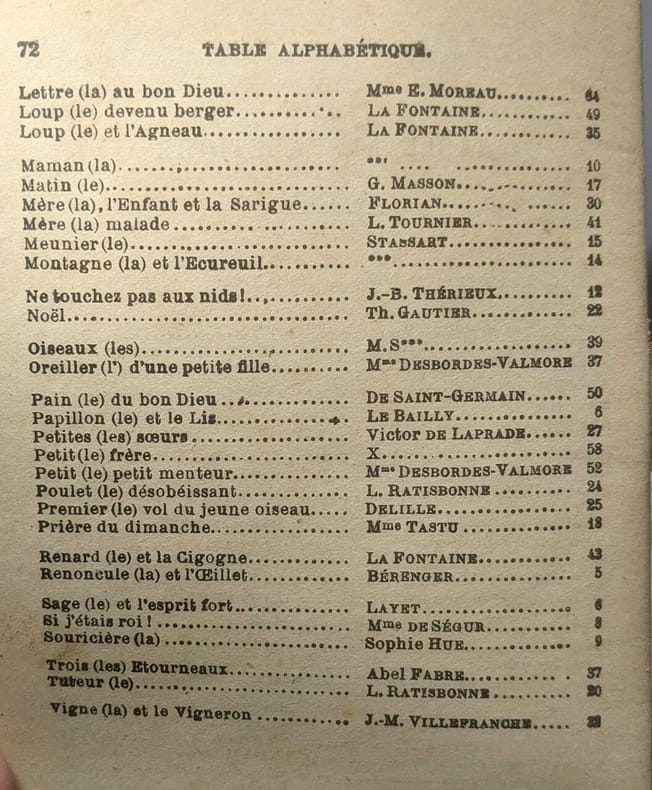 72 TABLE ALPHABÉTIQUE.
Lettre (la) au bon Dieu............... Mme E. MOREAU.......... 64
Loup (le) devenu berger............... LA FONTAINE............ 49
Loup (le) et l'Agneau................. LA FONTAINE............ 35
Maman (la)............................ *** ................... 10
Matin (le)............................ G. MASSON.............. 17
Mère (la), l'Enfant et la Sarigue...... FLORIAN................ 30
Mère (la) malade ..................... L. TOURNIER............ 41
Meunier (le).......................... STASSART............... 15
Montagne (la) et l'Ecureuil........... ***.................... 14
Ne touchez pas aux nids!.............. J.-B. THÉRIEUX......... 12
Noël.................................. Th. GAUTIER............ 22
Oiseaux (les)......................... M. S***................ 39
Oreiller (l') d'une petite fille...... Mme DESBORDES-VALMORE 37
Pain (le) du bon Dieu ................ DE SAINT-GERMAIN...... 50
Papillon (le) et le Lis............... LE BAILLY.............. 6
Petites (les) sœurs .................. Victor DE LAPRADE...... 27
Petit (le) frère...................... X...................... 58
Petit (le) petit menteur.............. Mme DESBORDES-VALMORE 52
Poulet (le) désobéissant.............. L. RATISBONNE .......... 24
Premier (le) vol du jeune oiseau..... DELILLE................ 25
Prière du dimanche.................... Mme TASTU ............. 18
Renard (le) et la Cigogne............. LA FONTAINE............ 43
Renoncule (la) et l'Œillet............ BÉRENGER............... 5
Sage (le) et l'esprit fort............ LAYET.................. 6
Si j'étais roi ! ..................... Mme DE SÉGUR........... 8
Souricière (la) ...................... Sophie HUE............. 9
Trois (les) Etourneaux................ Abel FABRE............. 37
Tuteur (le)........................... L. RATISBONNE .......... 20
Vigne (la) et le Vigneron ............ J.-M. VILLEFRANCHE.....